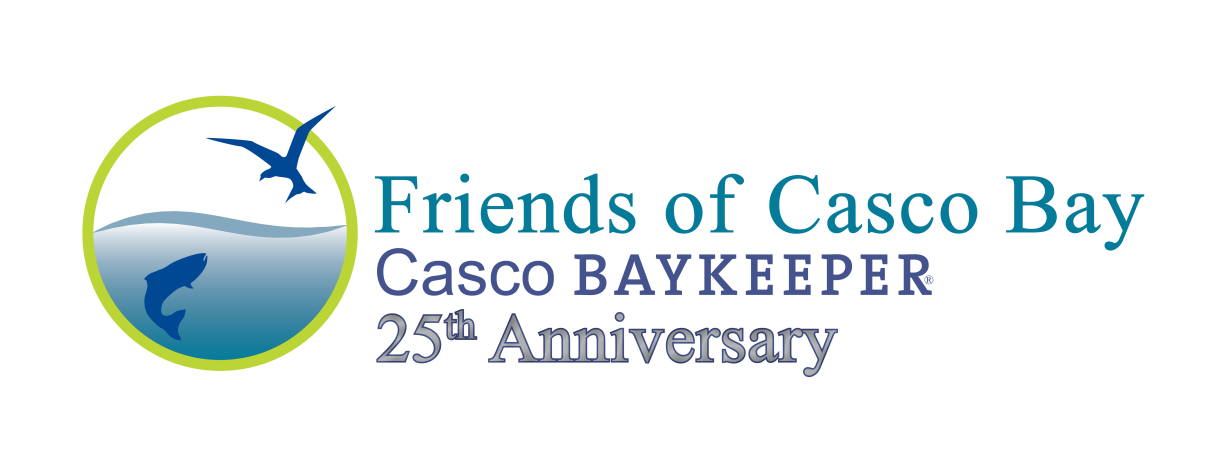 Friends of Casco Bay
Casco BAYKEEPER®
25th Anniversary